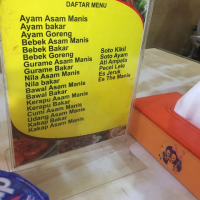 DAFTAR MENU
Ayam Asam Manis
Ayam bakar
Ayam Goreng
Bebek Asam Manis
Bebek Bakar
Bebek Goreng
Gurame Asam Manis
Gurame Bakar
Nila Asam Manis
Nila bakar
Bawal Asam Manis
Bawal Bakar
Kerapu Asam Manis
Kerapu Bakar
Cumi Asam Manis
Udang Asam Manis
Kakap Bakar
Kakap Asam Manis
Soto Kikil
Soto Ayam
Ati Ampela
Pecel Lele
Es Jeruk
Es The Manis